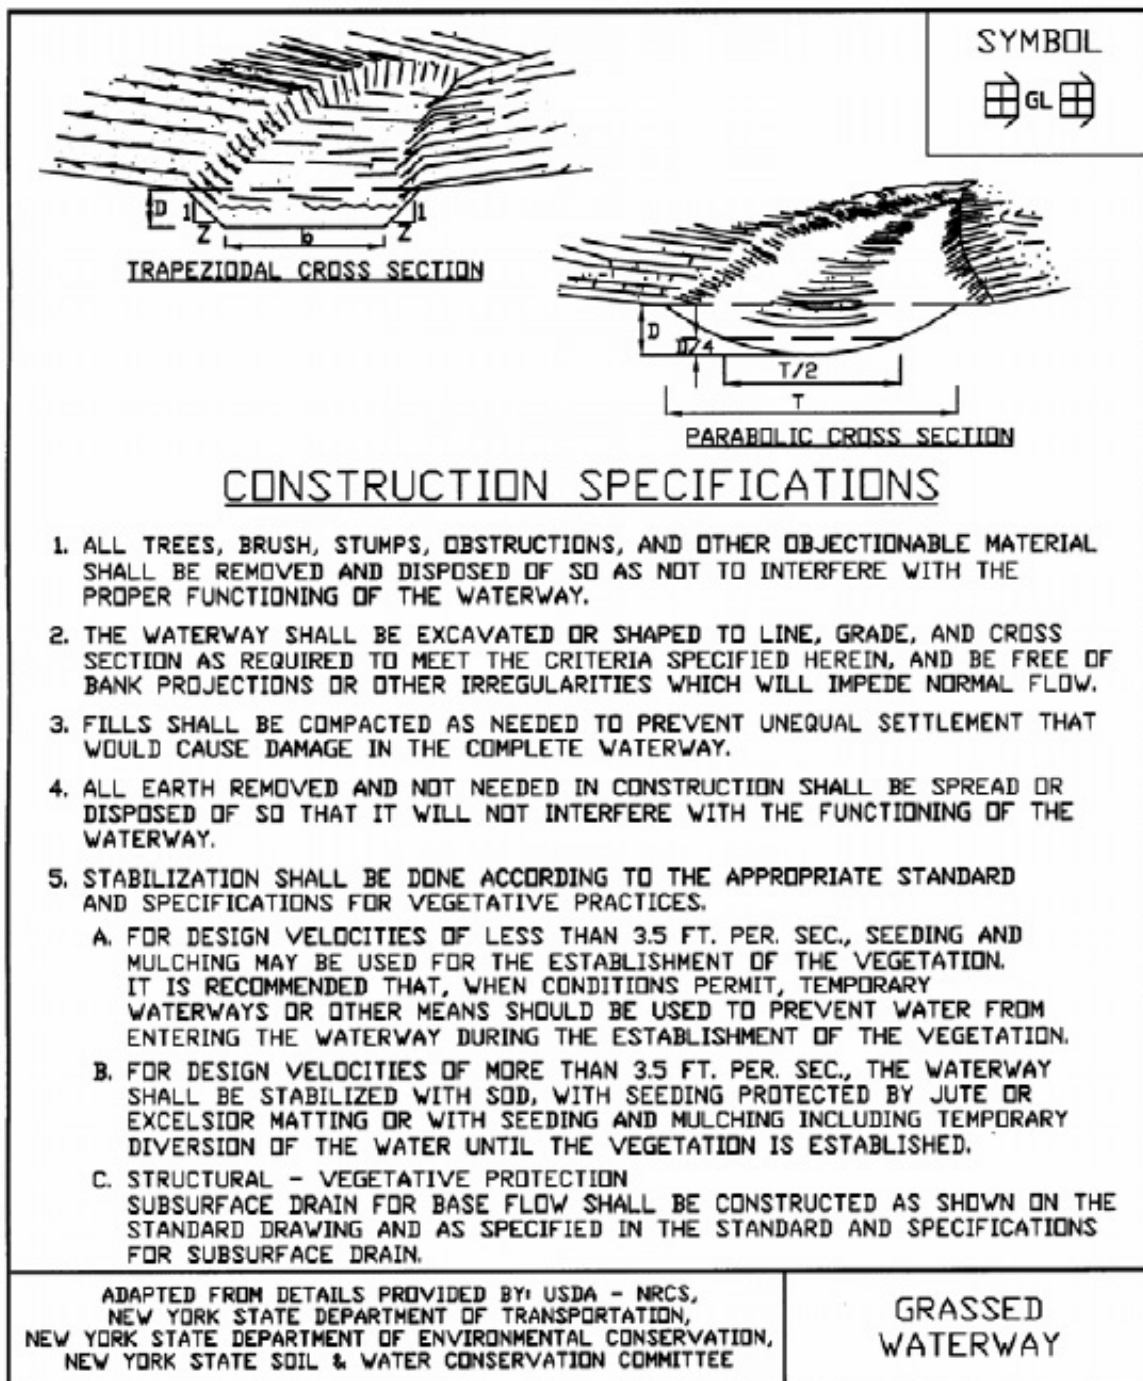 SYMBOL
GL
D
1
1
Z
b
Z
TRAPEZIODAL CROSS SECTION
D
D/4
T/2
T
PARABOLIC CROSS SECTION
CONSTRUCTION SPECIFICATIONS
1. ALL TREES, BRUSH, STUMPS, OBSTRUCTIONS, AND OTHER OBJECTIONABLE MATERIAL
SHALL BE REMOVED AND DISPOSED OF SO AS NOT TO INTERFERE WITH THE
PROPER FUNCTIONING OF THE WATERWAY.
2. THE WATERWAY SHALL BE EXCAVATED OR SHAPED TO LINE, GRADE, AND CROSS
SECTION AS REQUIRED TO MEET THE CRITERIA SPECIFIED HEREIN, AND BE FREE OF
BANK PROJECTIONS OR OTHER IRREGULARITIES WHICH WILL IMPEDE NORMAL FLOW.
3. FILLS SHALL BE COMPACTED AS NEEDED TO PREVENT UNEQUAL SETTLEMENT THAT
WOULD CAUSE DAMAGE IN THE COMPLETE WATERWAY.
4. ALL EARTH REMOVED AND NOT NEEDED IN CONSTRUCTION SHALL BE SPREAD OR
DISPOSED OF SO THAT IT WILL NOT INTERFERE WITH THE FUNCTIONING OF THE
WATERWAY.
5. STABILIZATION SHALL BE DONE ACCORDING TO THE APPROPRIATE STANDARD
AND SPECIFICATIONS FOR VEGETATIVE PRACTICES.
A. FOR DESIGN VELOCITIES OF LESS THAN 3.5 FT. PER. SEC., SEEDING AND
MULCHING MAY BE USED FOR THE ESTABLISHMENT OF THE VEGETATION.
IT IS RECOMMENDED THAT, WHEN CONDITIONS PERMIT, TEMPORARY
WATERWAYS OR OTHER MEANS SHOULD BE USED TO PREVENT WATER FROM
ENTERING THE WATERWAY DURING THE ESTABLISHMENT OF THE VEGETATION.
B. FOR DESIGN VELOCITIES OF MORE THAN 3.5 FT. PER. SEC., THE WATERWAY
SHALL BE STABILIZED WITH SOD, WITH SEEDING PROTECTED BY JUTE OR
EXCELSIOR MATTING OR WITH SEEDING AND MULCHING INCLUDING TEMPORARY
DIVERSION OF THE WATER UNTIL THE VEGETATION IS ESTABLISHED.
C. STRUCTURAL - VEGETATIVE PROTECTION
SUBSURFACE DRAIN FOR BASE FLOW SHALL BE CONSTRUCTED AS SHOWN ON THE
STANDARD DRAWING AND AS SPECIFIED IN THE STANDARD AND SPECIFICATIONS
FOR SUBSURFACE DRAIN.
ADAPTED FROM DETAILS PROVIDED BY: USDA - NRCS,
NEW YORK STATE DEPARTMENT OF TRANSPORTATION,
NEW YORK STATE DEPARTMENT OF ENVIRONMENTAL CONSERVATION,
NEW YORK STATE SOIL & WATER CONSERVATION COMMITTEE
GRASSED
WATERWAY